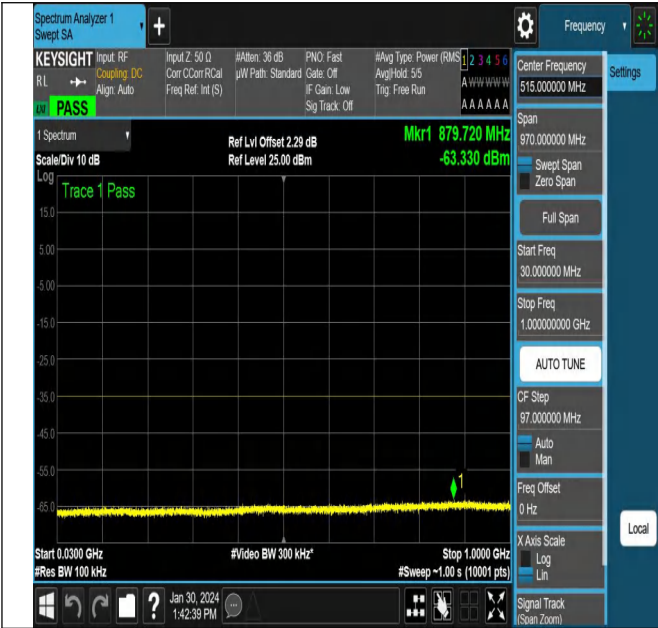 Spectrum Analyzer 1
Swept SA
Frequency
KEYSIGHT
RL
PASS
Input: RF
Coupling: DC
Align: Auto
Input Z: 50 Ω
Corr CCorr RCal
Freq Ref: Int (S)
#Atten: 36 dB
µW Path: Standard
PNO: Fast
Gate: Off
IF Gain: Low
Sig Track: Off
#Avg Type: Power (RMS
Avg|Hold: 5/5
Trig: Free Run
1 2 3 4 5 6
A W W W W W
A A A A A A
1 Spectrum
Scale/Div 10 dB
Ref Lvl Offset 2.29 dB
Ref Level 25.00 dBm
Mkr1 879.720 MHz
-63.330 dBm
Log
Trace 1 Pass
15.0
5.00
-5.00
-15.0
-25.0
-35.0
-45.0
-55.0
-65.0
1
Start 0.0300 GHz
#Res BW 100 kHz
#Video BW 300 kHz*
Stop 1.0000 GHz
#Sweep ~1.00 s (10001 pts)
Center Frequency
515.000000 MHz
Settings
Span
970.000000 MHz
Swept Span
Zero Span
Full Span
Start Freq
30.000000 MHz
Stop Freq
1.000000000 GHz
AUTO TUNE
CF Step
97.000000 MHz
Auto
Man
Freq Offset
0 Hz
X Axis Scale
Log
Lin
Local
Signal Track
(Span Zoom)
?
Jan 30, 2024
1:42:39 PM